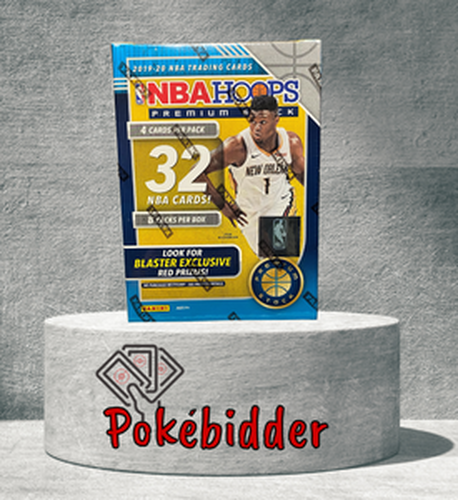 2019-20 NBA TRADING CARDS
NBA HOOPS
PREMIUM STOCK
4 CARDS PER PACK
32
NBA CARDS!
8 PACKS PER BOX
NEW ORLEANS
1
LOOK FOR
BLASTER EXCLUSIVE
RED PRIZMS!
PREMIUM
STOCK
PANINI
Pokébidder